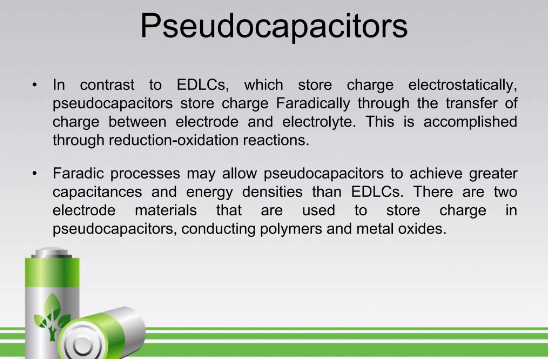 Pseudocapacitors
• In contrast to EDLCs, which store charge electrostatically,
pseudocapacitors store charge Faradically through the transfer of
charge between electrode and electrolyte. This is accomplished
through reduction-oxidation reactions.
• Faradic processes may allow pseudocapacitors to achieve greater
capacitances and energy densities than EDLCs. There are two
electrode materials that are used to store charge in
pseudocapacitors, conducting polymers and metal oxides.